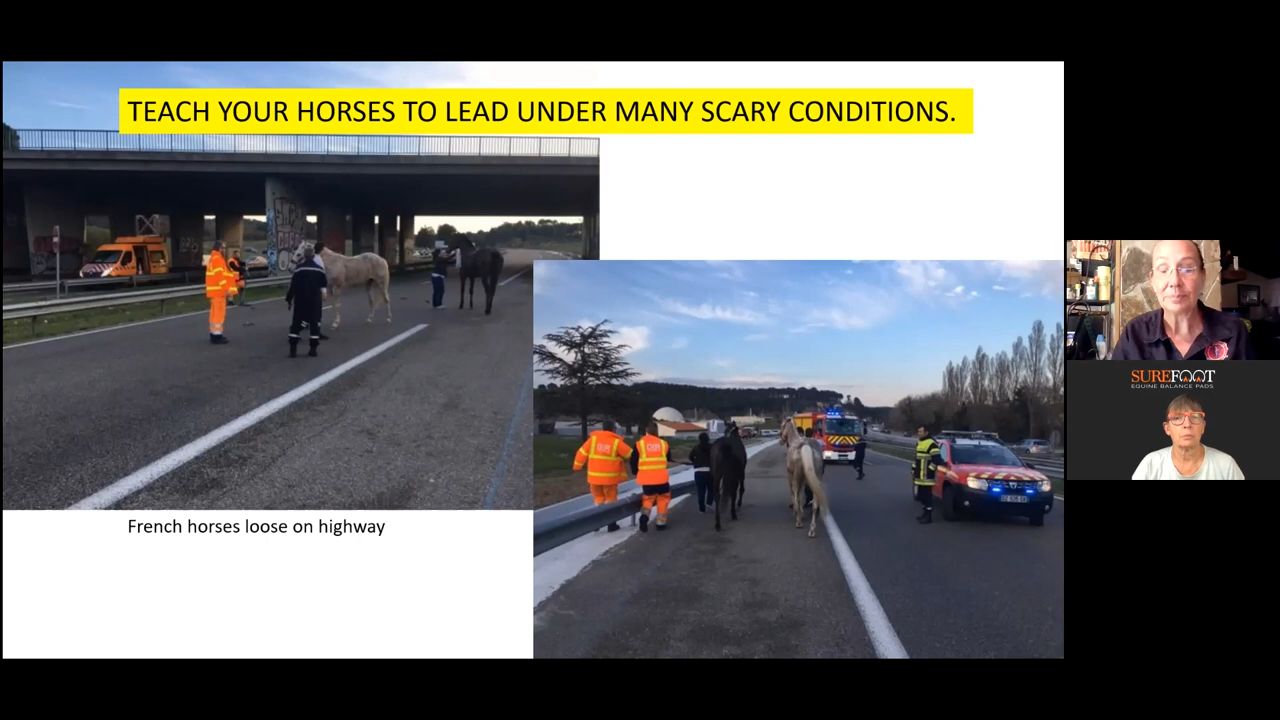 TEACH YOUR HORSES TO LEAD UNDER MANY SCARY CONDITIONS.
French horses loose on highway
SUREFOOT
EQUINE BALANCE PADS